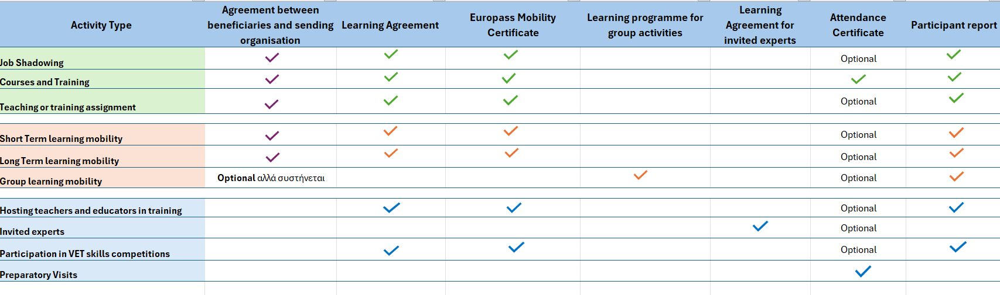 Activity Type
Agreement between
beneficiaries and sending
organisation
Learning Agreement
Europass Mobility
Certificate
Learning programme for
group activities
Learning
Agreement for
invited experts
Attendance
Certificate
Participant report
Job Shadowing
Optional
Courses and Training
Teaching or training assignment
Optional
Short Term learning mobility
Optional
Long Term learning mobility
Optional
Group learning mobility
Optional αλλά συστήνεται
Optional
Hosting teachers and educators in training
Optional
Invited experts
Optional
Participation in VET skills competitions
Optional
Preparatory Visits